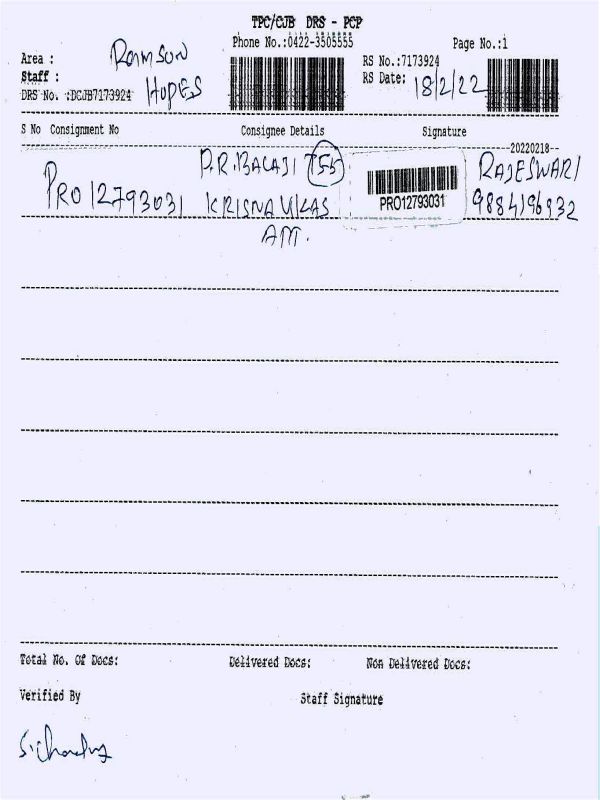 TPC/CJB DRS - PCP
Phone No.:0422-3505555
Page No.:1
Area :
Staff :
DRS No. :DCJB7173924 HOPES
RS No.:7173924
RS Date: 18/2/22
S No Consignment No Consignee Details Signature
20220218
PRO12793031 P.R.BALAJI 55 RAJESWARI
KRISNA VIKAS PRO12793031 9884196932
APT.
Total No. Of Docs: Delivered Docs: Non Delivered Docs:
Verified By Staff Signature